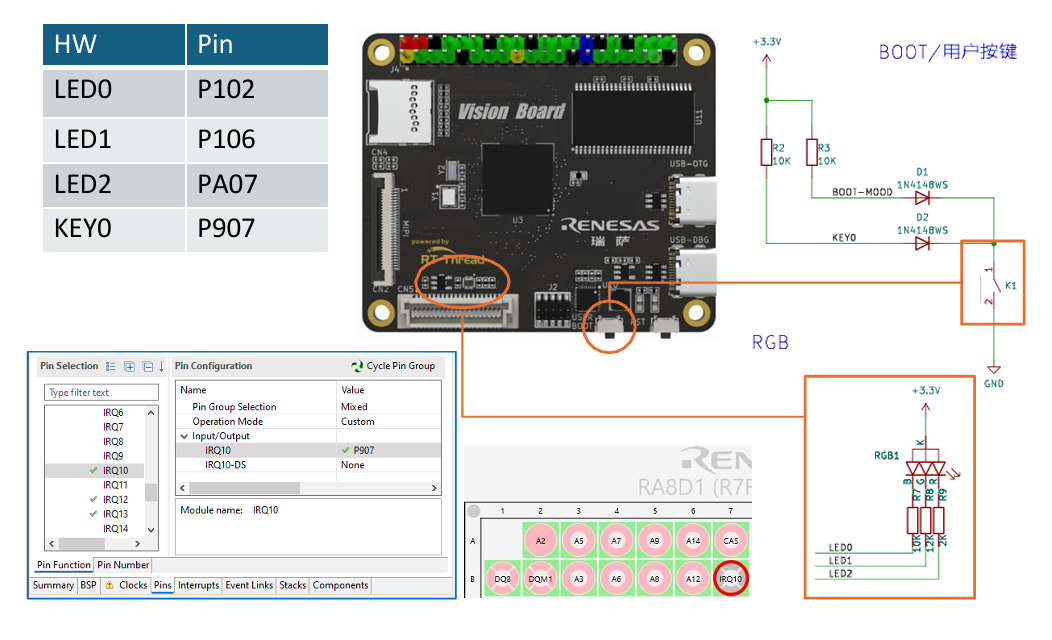 HW Pin
LED0 P102
LED1 P106
LED2 PA07
KEY0 P907
J4
Vision Board
U11
CN4
Y2
Y1
U3
MIPI
1
USB-OTG
RENESAS
瑞萨
USB-DBG
powered by
RT-Thread
CN2
CN5
J2
USER
BOOT
RST
BOOT/用户按键
+3.3V
R2
10K
R3
10K
D1
1N4148WS
BOOT-MODD
D2
1N4148WS
KEY0
1
2
K1
GND
RGB
+3.3V
K
RGB1
B G R
R7 R8 R9
10K 12K 2K
LED0
LED1
LED2
Pin Selection
Type filter text
IRQ6
IRQ7
IRQ8
IRQ9
IRQ10
IRQ11
IRQ12
IRQ13
IRQ14
Pin Configuration
Cycle Pin Group
Name Value
Pin Group Selection Mixed
Operation Mode Custom
Input/Output
IRQ10 P907
IRQ10-DS None
Module name: IRQ10
Pin Function Pin Number
Summary BSP Clocks Pins Interrupts Event Links Stacks Components
REN
RA8D1 (R7F
1 2 3 4 5 6 7
A A2 A5 A7 A9 A14 CAS
B DQ8 DQM1 A3 A6 A8 A12 IRQ10